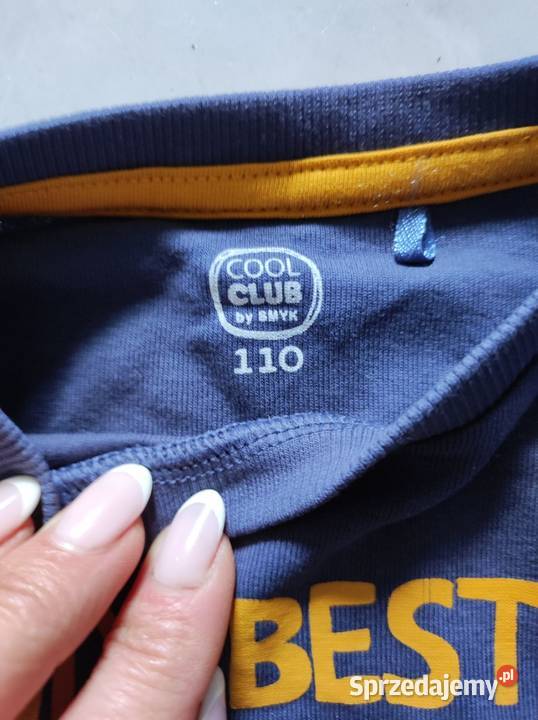 COOL
CLUB
by SMYK
110
BEST
Sprzedajemy.pl